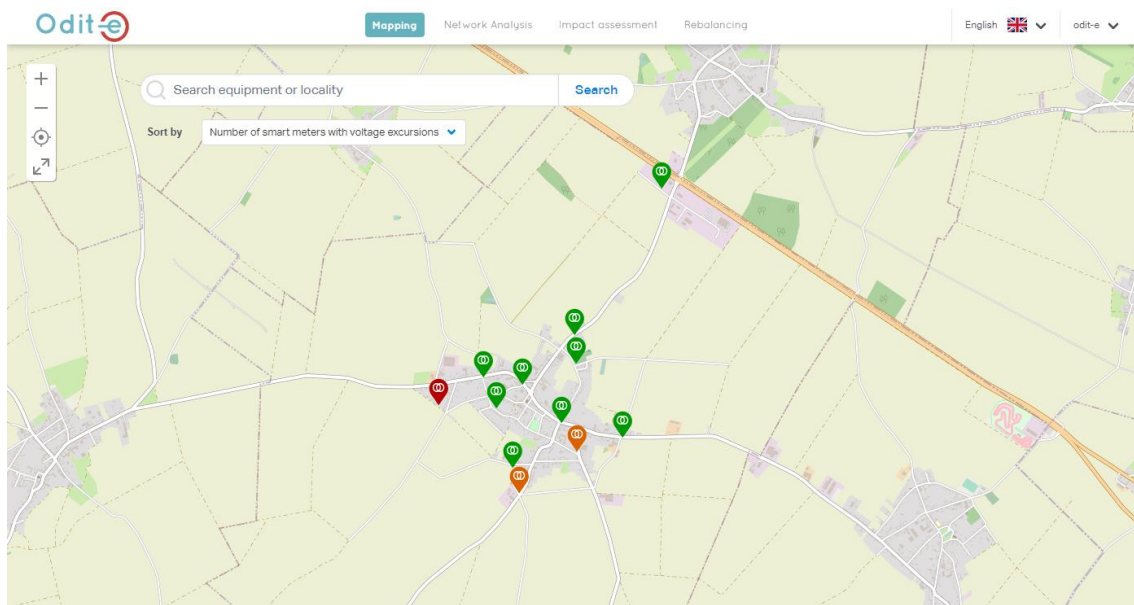 Odit-e
Mapping Network Analysis Impact assessment Rebalancing English odit-e
Search equipment or locality Search
Sort by Number of smart meters with voltage excursions